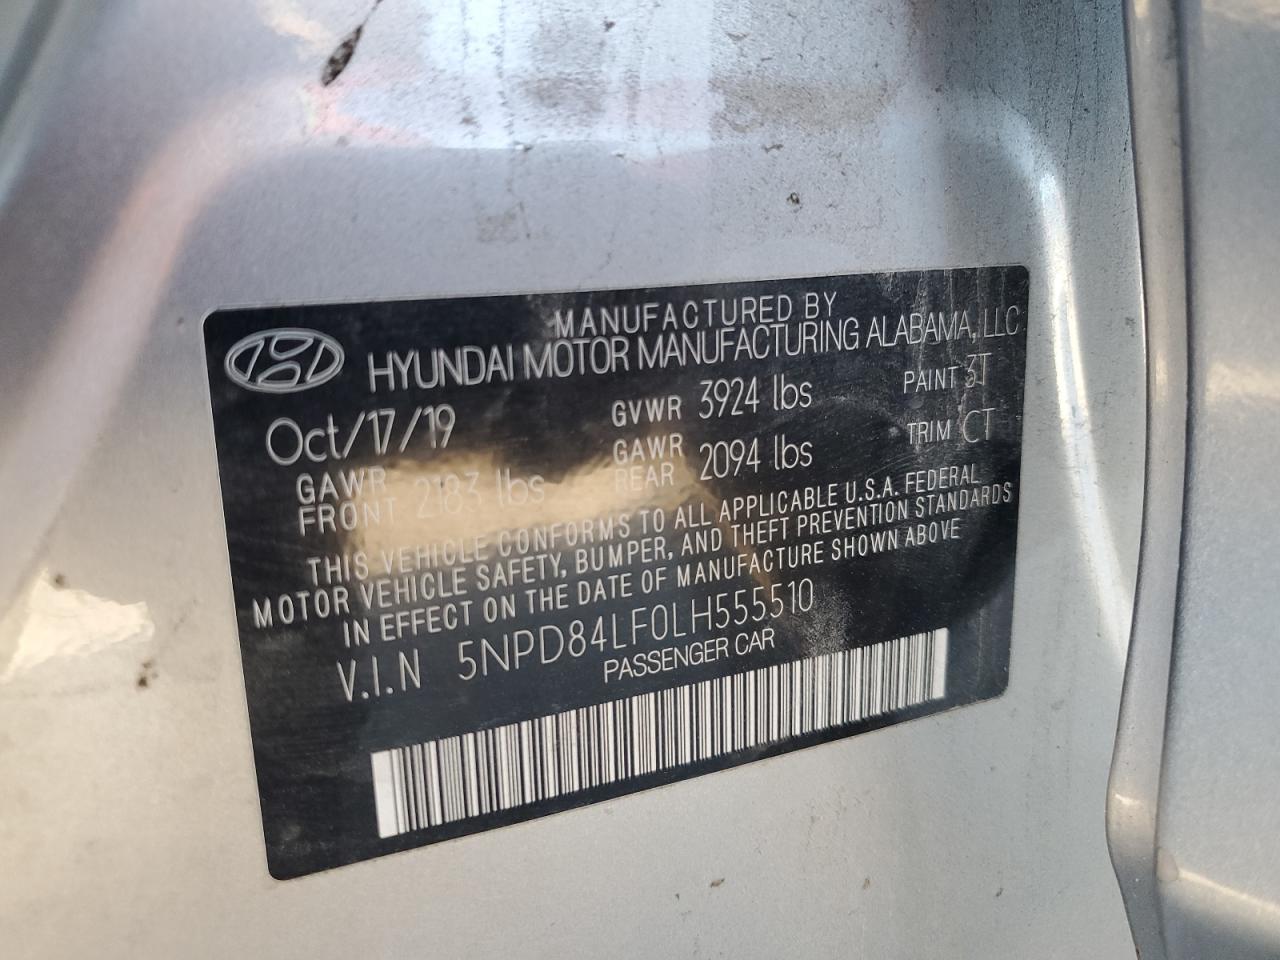 MANUFACTURED BY
HYUNDAI MOTOR MANUFACTURING ALABAMA, LLC
Oct/17/19 GVWR 3924 lbs PAINT 3T
GAWR FRONT 2183 lbs GAWR REAR 2094 lbs TRIM CT
THIS VEHICLE CONFORMS TO ALL APPLICABLE U.S.A. FEDERAL
MOTOR VEHICLE SAFETY, BUMPER, AND THEFT PREVENTION STANDARDS
IN EFFECT ON THE DATE OF MANUFACTURE SHOWN ABOVE
V.I.N 5NPD84LF0LH555510
PASSENGER CAR